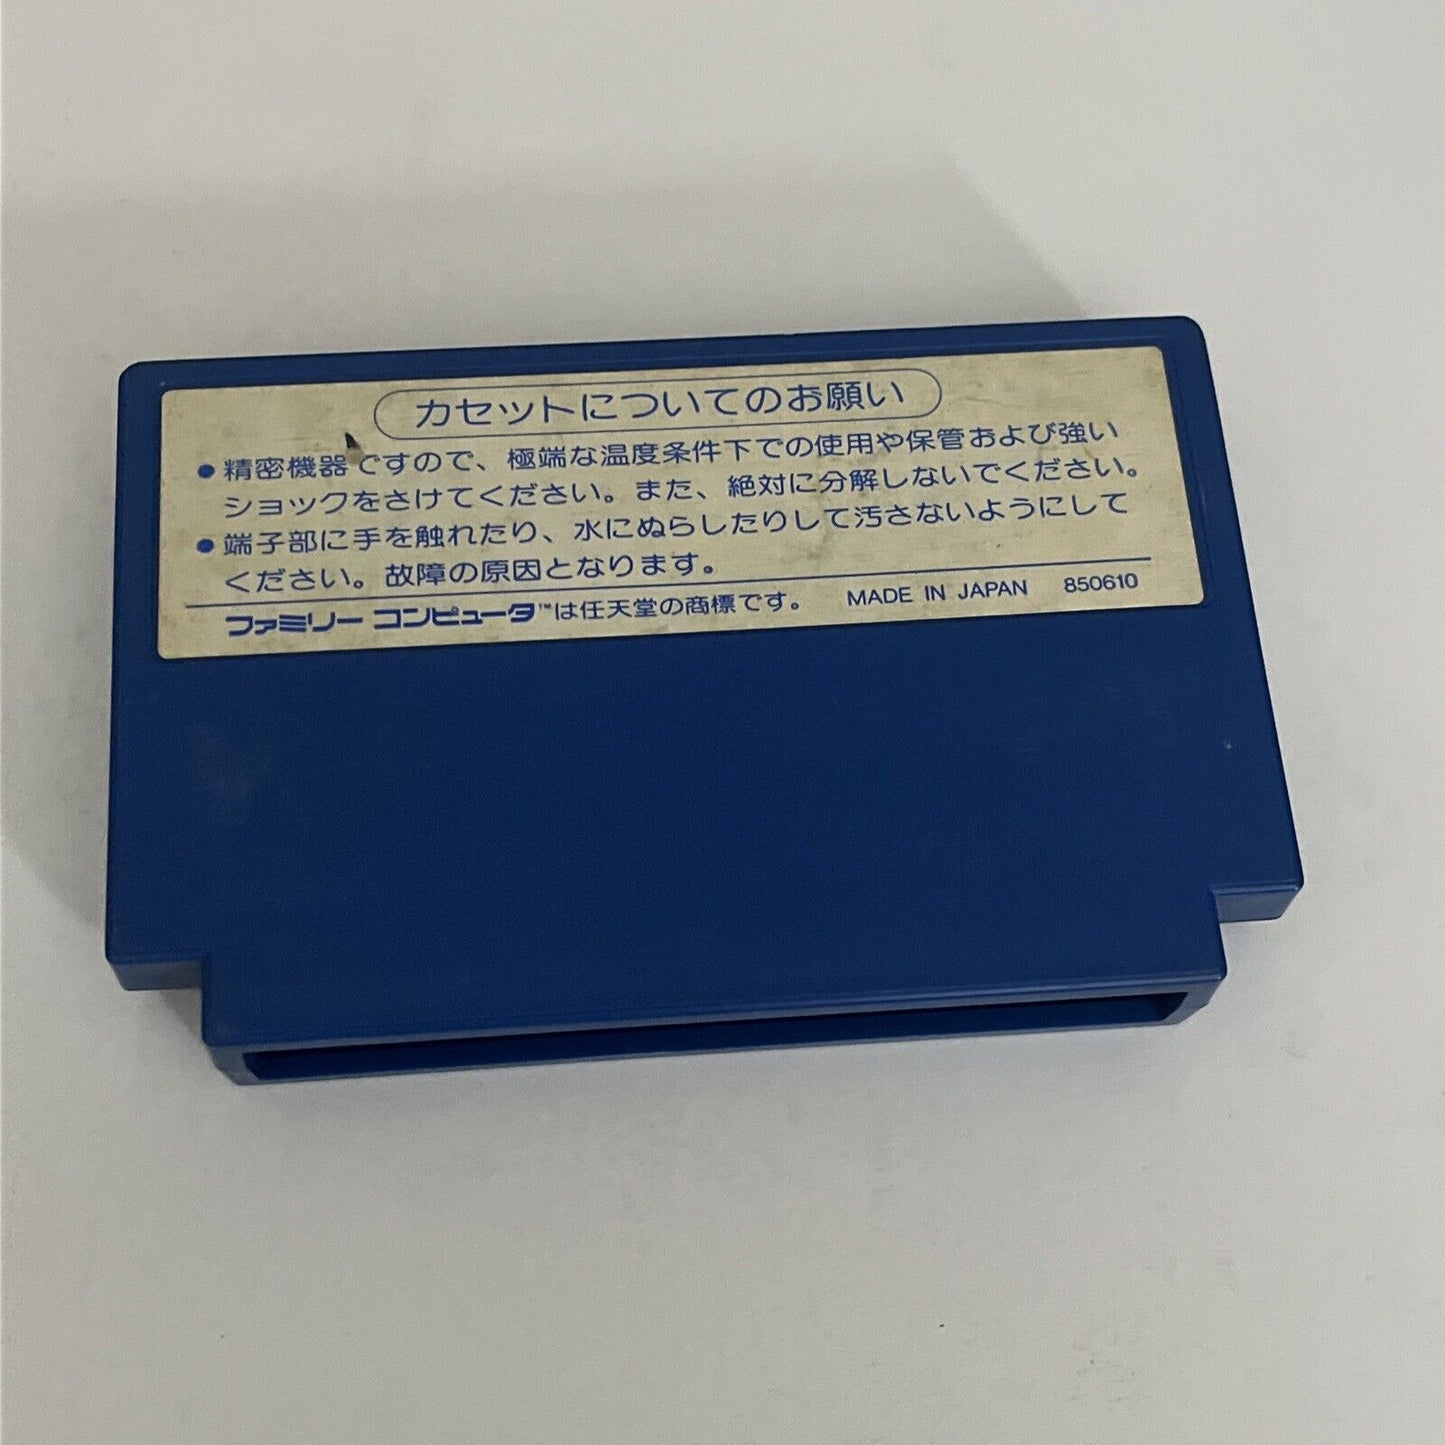 カセットについてのお願い
●精密機器ですので、極端な温度条件下での使用や保管および強い
ショックをさけてください。また、絶対に分解しないでください。
●端子部に手を触れたり、水にぬらしたりして汚さないようにして
ください。故障の原因となります。
ファミリー コンピュータ™は任天堂の商標です。 MADE IN JAPAN 850610